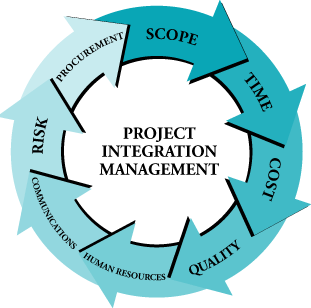 SCOPE
TIME
COST
QUALITY
HUMAN RESOURCES
COMMUNICATIONS
RISK
PROCUREMENT
PROJECT
INTEGRATION
MANAGEMENT